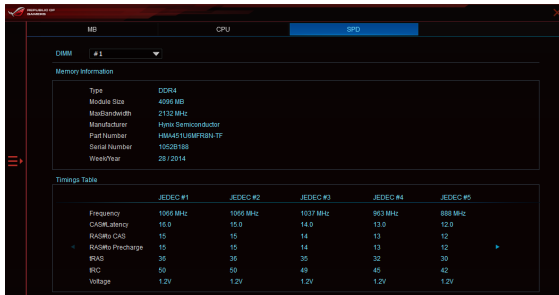 REPUBLIC OF
GAMERS
MB CPU SPD
DIMM #1
Memory Information
Type DDR4
Module Size 4096 MB
MaxBandwidth 2132 MHz
Manufacturer Hynix Semiconductor
Part Number HMA451U6MFR8N-TF
Serial Number 1052B188
Week/Year 28 / 2014
Timings Table
JEDEC #1 JEDEC #2 JEDEC #3 JEDEC #4 JEDEC #5
Frequency 1066 MHz 1066 MHz 1037 MHz 963 MHz 888 MHz
CAS#Latency 16.0 15.0 14.0 13.0 12.0
RAS#to CAS 15 15 14 13 12
RAS#to Precharge 15 15 14 13 12
tRAS 36 36 35 32 30
tRC 50 50 49 45 42
Voltage 1.2V 1.2V 1.2V 1.2V 1.2V